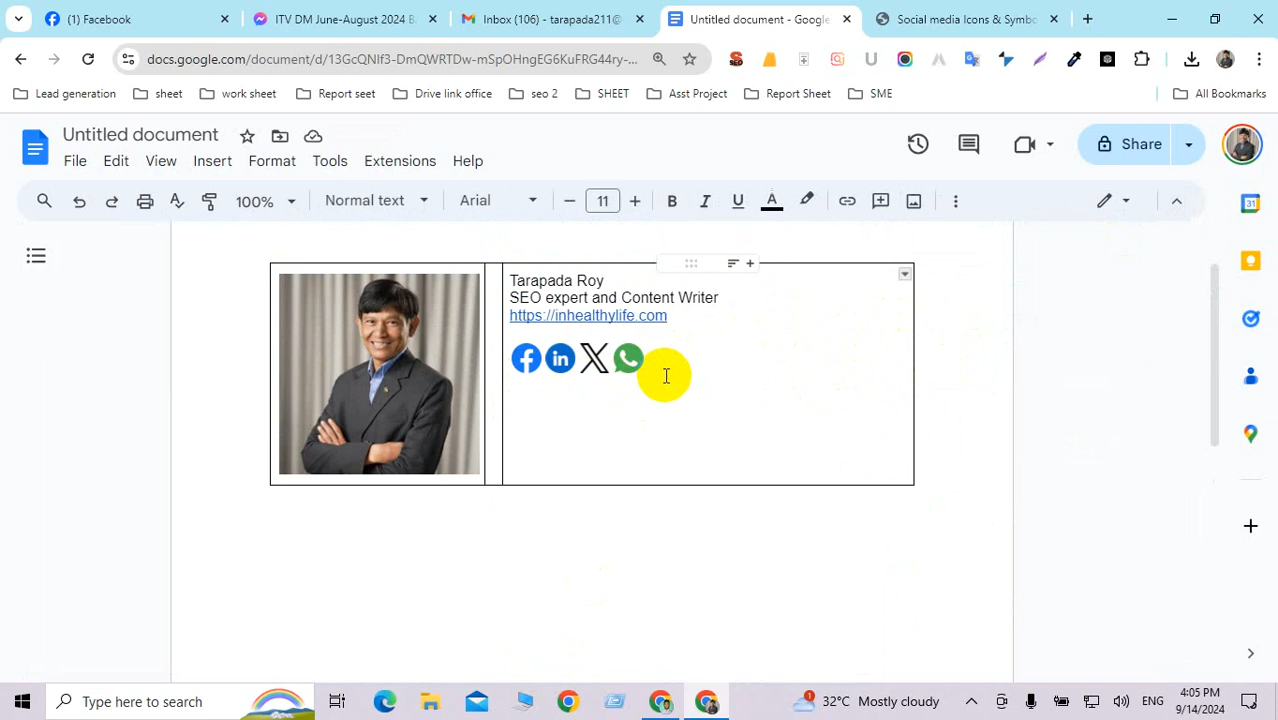 (1) Facebook
ITV DM June-August 2024 B
Inbox (106) - tarapada211@
Untitled document - Google
Social media Icons & Symbo
docs.google.com/document/d/13GcQNIf3-DmQWRTDw-mSpOHngEG6KuFRG44ry-...
Lead generation
sheet
work sheet
Report seet
Drive link office
seo 2
SHEET
Asst Project
Report Sheet
SME
All Bookmarks
Untitled document
File Edit View Insert Format Tools Extensions Help
Share
100% Normal text Arial 11 B I U A
Tarapada Roy
SEO expert and Content Writer
https://inhealthylife.com
Type here to search
32°C Mostly cloudy
ENG
4:05 PM
9/14/2024